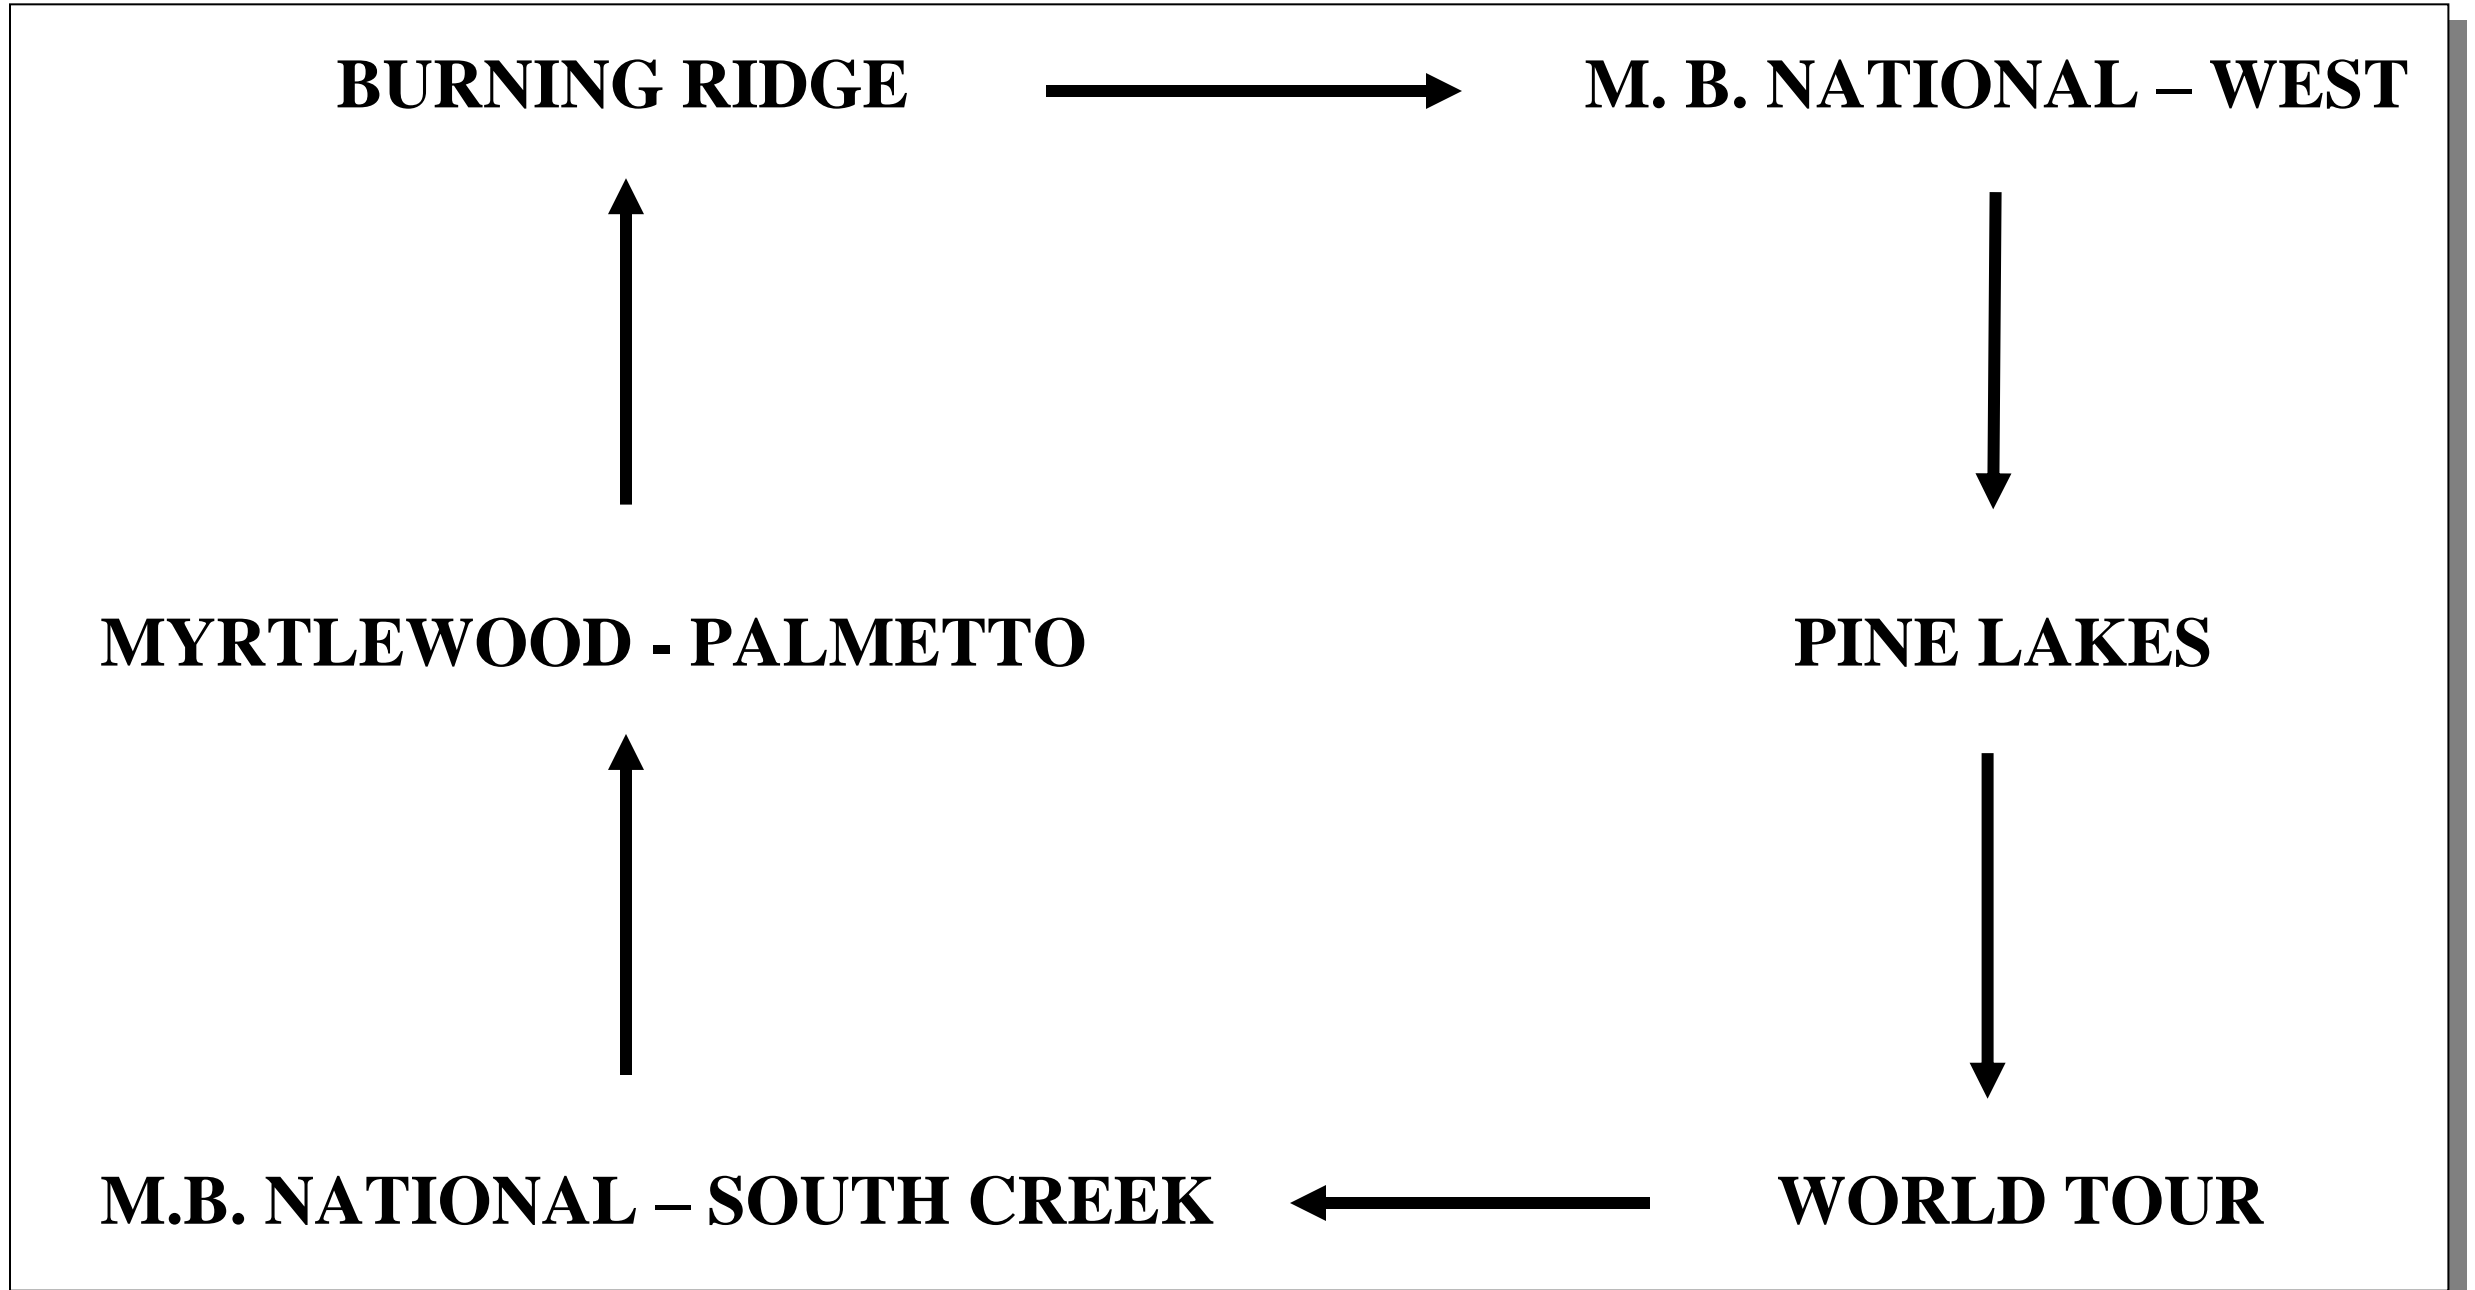 BURNING RIDGE
M. B. NATIONAL – WEST
MYRTLEWOOD - PALMETTO
PINE LAKES
M.B. NATIONAL – SOUTH CREEK
WORLD TOUR